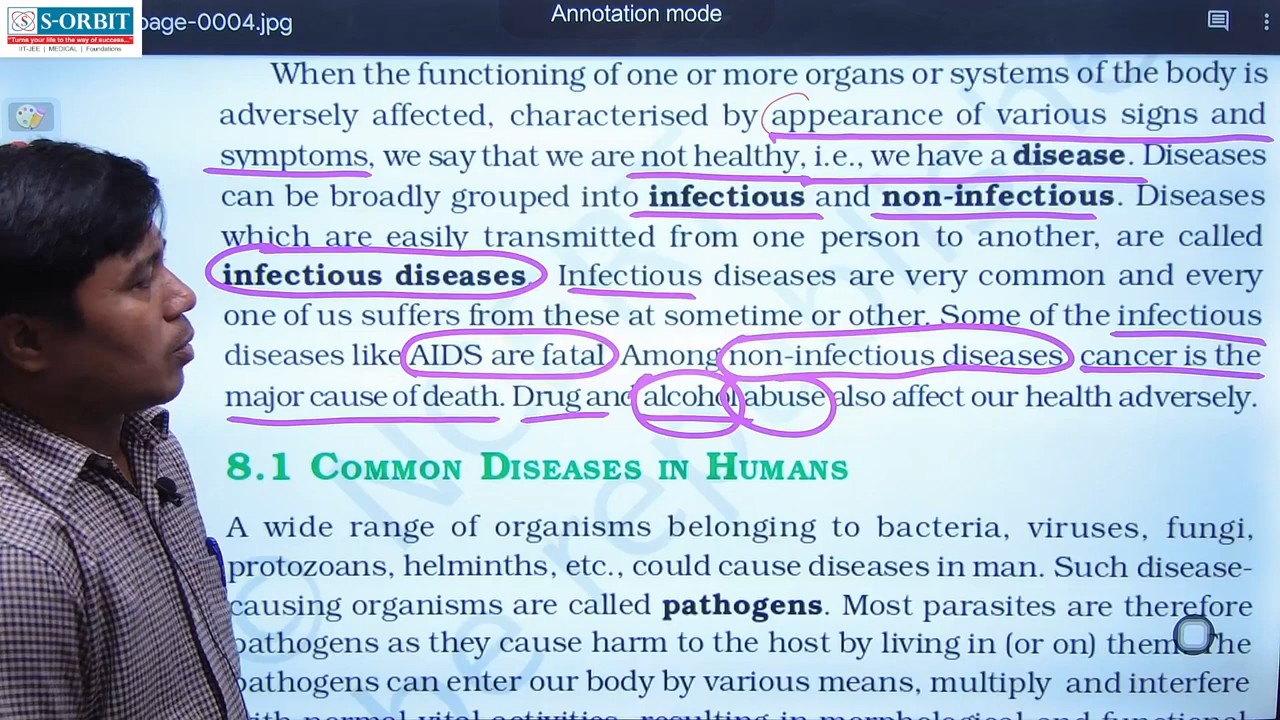 S-ORBIT
"Turns your life to the way of success..."
IIT-JEE | MEDICAL | Foundations
page-0004.jpg
Annotation mode
When the functioning of one or more organs or systems of the body is
adversely affected, characterised by appearance of various signs and
symptoms, we say that we are not healthy, i.e., we have a disease. Diseases
can be broadly grouped into infectious and non-infectious. Diseases
which are easily transmitted from one person to another, are called
infectious diseases. Infectious diseases are very common and every
one of us suffers from these at sometime or other. Some of the infectious
diseases like AIDS are fatal Among non-infectious diseases cancer is the
major cause of death. Drug and alcohol abuse also affect our health adversely.
8.1 COMMON DISEASES IN HUMANS
A wide range of organisms belonging to bacteria, viruses, fungi,
protozoans, helminths, etc., could cause diseases in man. Such disease-
causing organisms are called pathogens. Most parasites are therefore
pathogens as they cause harm to the host by living in (or on) them. The
pathogens can enter our body by various means, multiply and interfere
with normal vital activities, resulting in morphological and functional